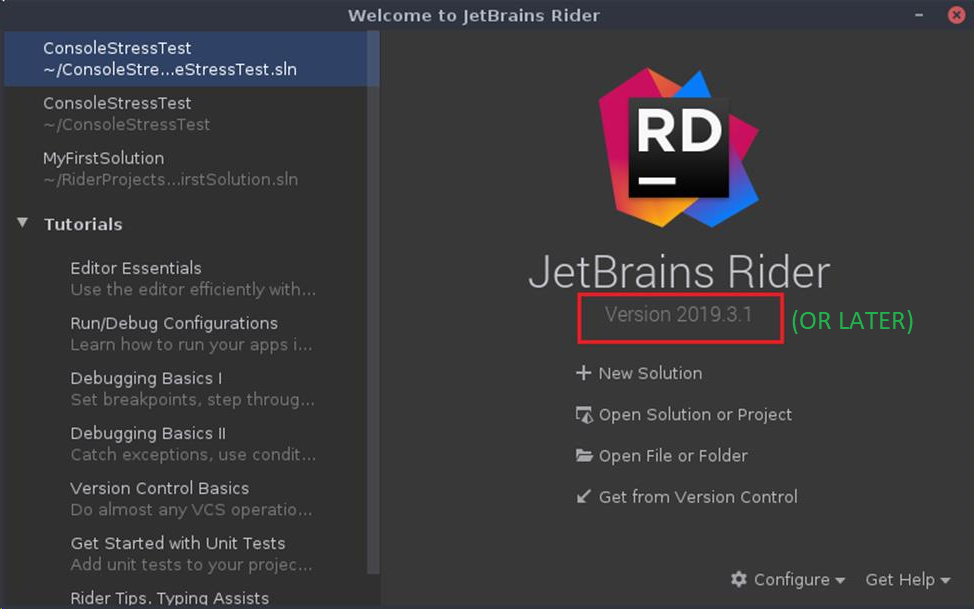 Welcome to JetBrains Rider
ConsoleStressTest
~/ConsoleStre...eStressTest.sln
ConsoleStressTest
~/ConsoleStressTest
MyFirstSolution
~/RiderProjects...irstSolution.sln
Tutorials
Editor Essentials
Use the editor efficiently with...
Run/Debug Configurations
Learn how to run your apps i...
Debugging Basics I
Set breakpoints, step throug...
Debugging Basics II
Catch exceptions, use condit...
Version Control Basics
Do almost any VCS operatio...
Get Started with Unit Tests
Add unit tests to your projec...
Rider Tips. Typing Assists
RD
JetBrains Rider
Version 2019.3.1
(OR LATER)
New Solution
Open Solution or Project
Open File or Folder
Get from Version Control
Configure
Get Help